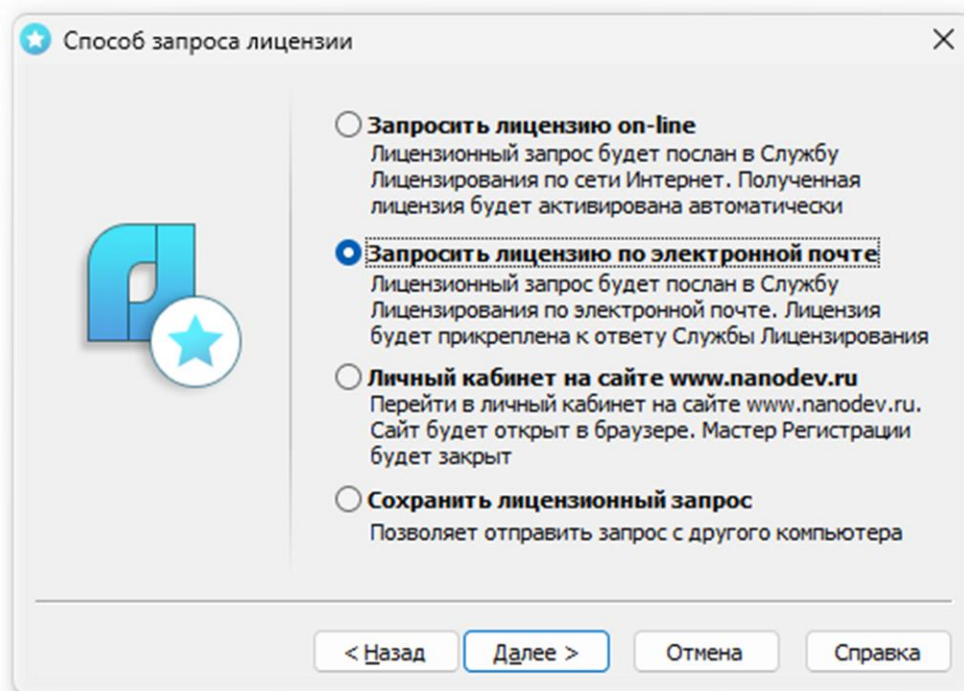 Способ запроса лицензии
Запросить лицензию on-line
Лицензионный запрос будет послан в Службу
Лицензирования по сети Интернет. Полученная
лицензия будет активирована автоматически
Запросить лицензию по электронной почте
Лицензионный запрос будет послан в Службу
Лицензирования по электронной почте. Лицензия
будет прикреплена к ответу Службы Лицензирования
Личный кабинет на сайте www.nanodev.ru
Перейти в личный кабинет на сайте www.nanodev.ru.
Сайт будет открыт в браузере. Мастер Регистрации
будет закрыт
Сохранить лицензионный запрос
Позволяет отправить запрос с другого компьютера
< Назад Далее > Отмена Справка